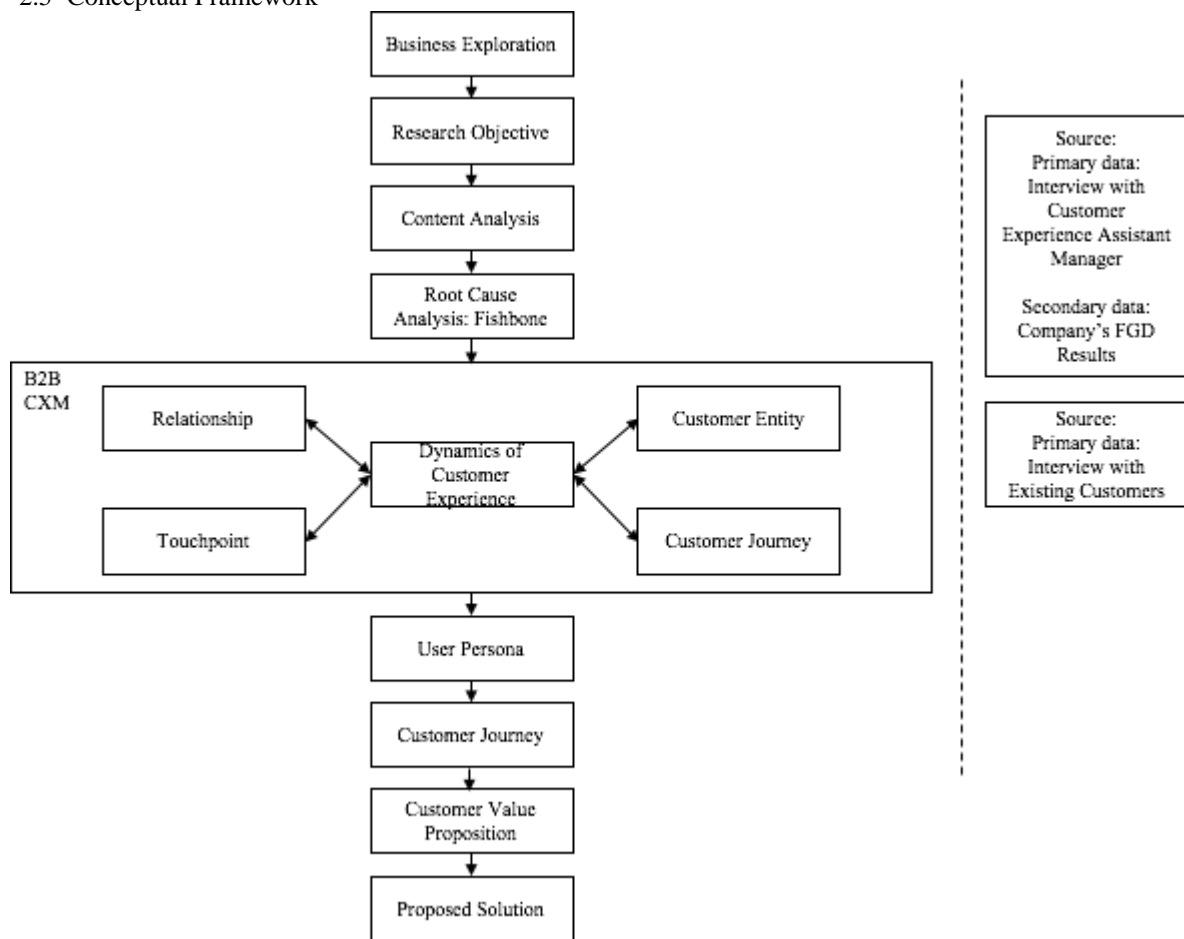 2.3 Conceptual Framework
Business Exploration
Research Objective
Content Analysis
Root Cause
Analysis: Fishbone
B2B
CXM
Relationship
Customer Entity
Dynamics of
Customer
Experience
Touchpoint
Customer Journey
User Persona
Customer Journey
Customer Value
Proposition
Proposed Solution
Source:
Primary data:
Interview with
Customer
Experience Assistant
Manager
Secondary data:
Company's FGD
Results
Source:
Primary data:
Interview with
Existing Customers